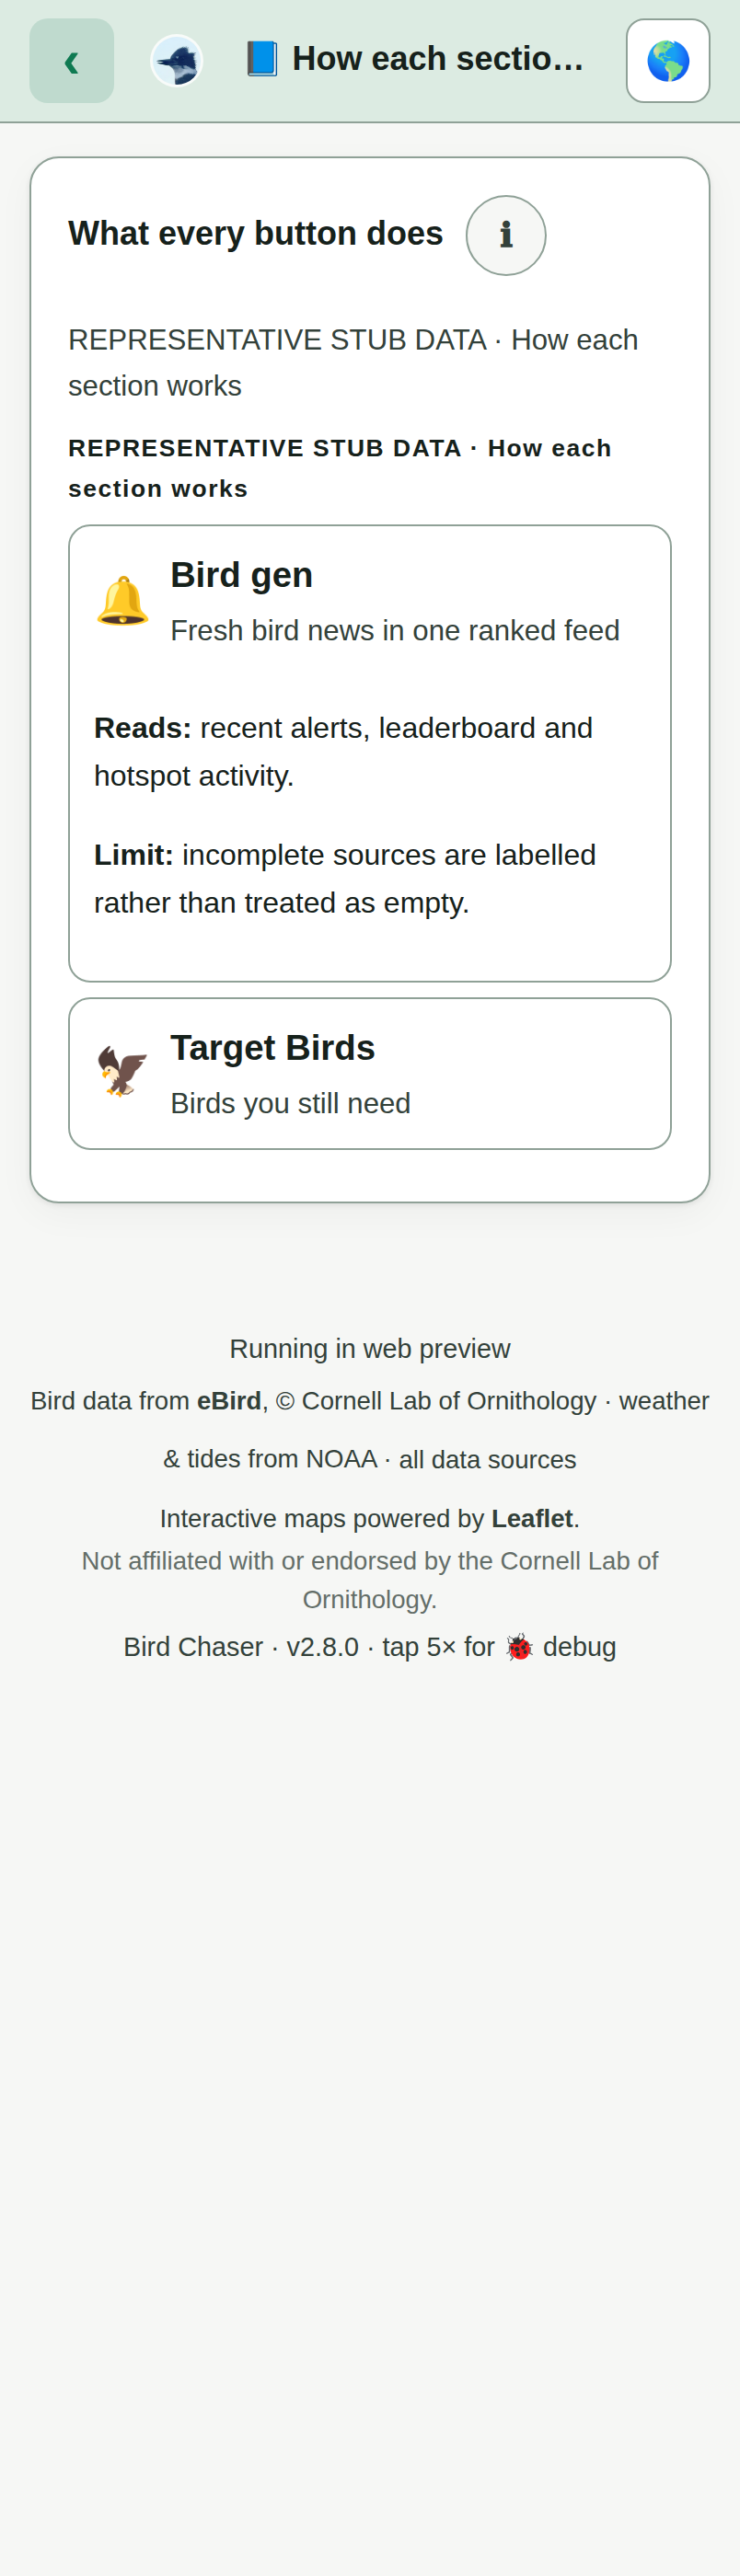 ‹ 📘 How each sectio… 🌎
What every button does ℹ
REPRESENTATIVE STUB DATA · How each
section works
REPRESENTATIVE STUB DATA · How each
section works
🔔 Bird gen
Fresh bird news in one ranked feed
Reads: recent alerts, leaderboard and
hotspot activity.
Limit: incomplete sources are labelled
rather than treated as empty.
🦅 Target Birds
Birds you still need
Running in web preview
Bird data from eBird, © Cornell Lab of Ornithology · weather
& tides from NOAA · all data sources
Interactive maps powered by Leaflet.
Not affiliated with or endorsed by the Cornell Lab of
Ornithology.
Bird Chaser · v2.8.0 · tap 5× for 🐞 debug